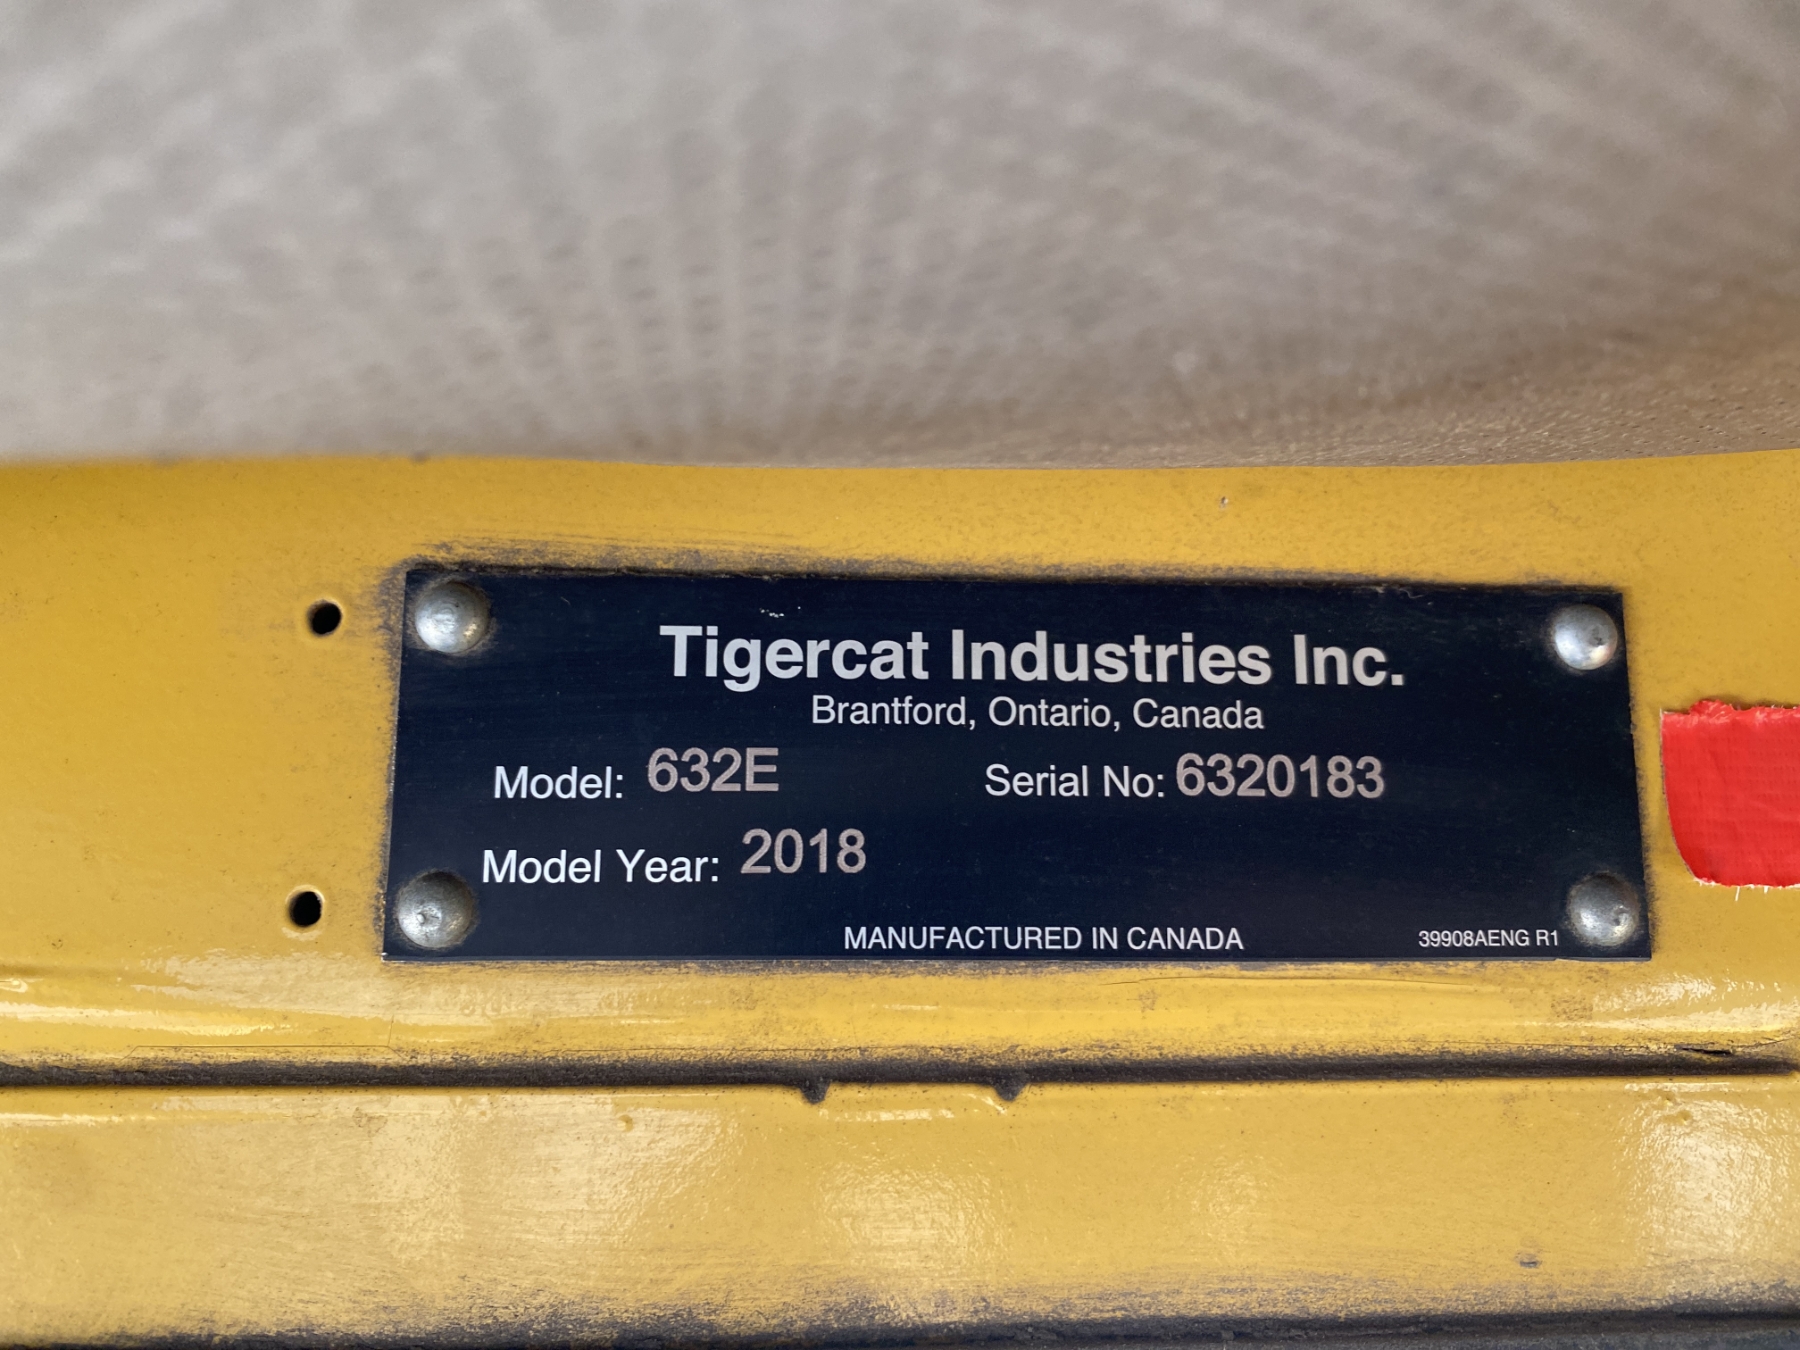 Tigercat Industries Inc.
Brantford, Ontario, Canada
Model: 632E Serial No: 6320183
Model Year: 2018
MANUFACTURED IN CANADA 39908AENG R1